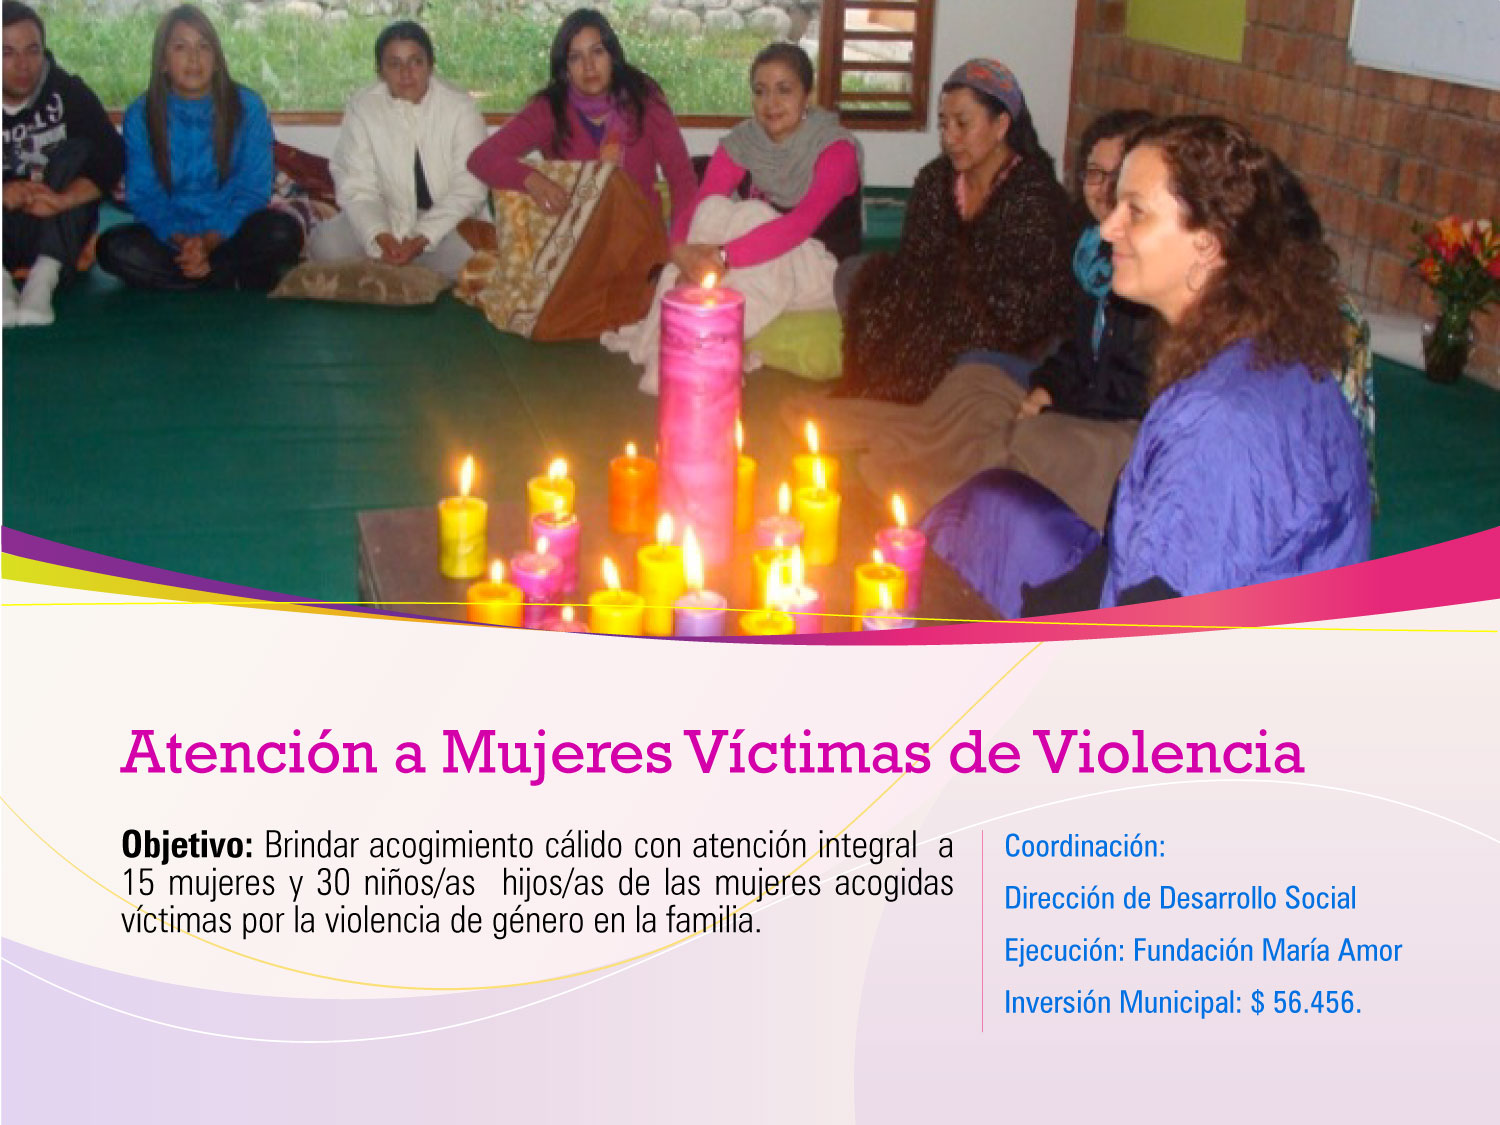 Atención a Mujeres Víctimas de Violencia
Objetivo: Brindar acogimiento cálido con atención integral a
15 mujeres y 30 niños/as hijos/as de las mujeres acogidas
víctimas por la violencia de género en la familia.
Coordinación:
Dirección de Desarrollo Social
Ejecución: Fundación María Amor
Inversión Municipal: $ 56.456.